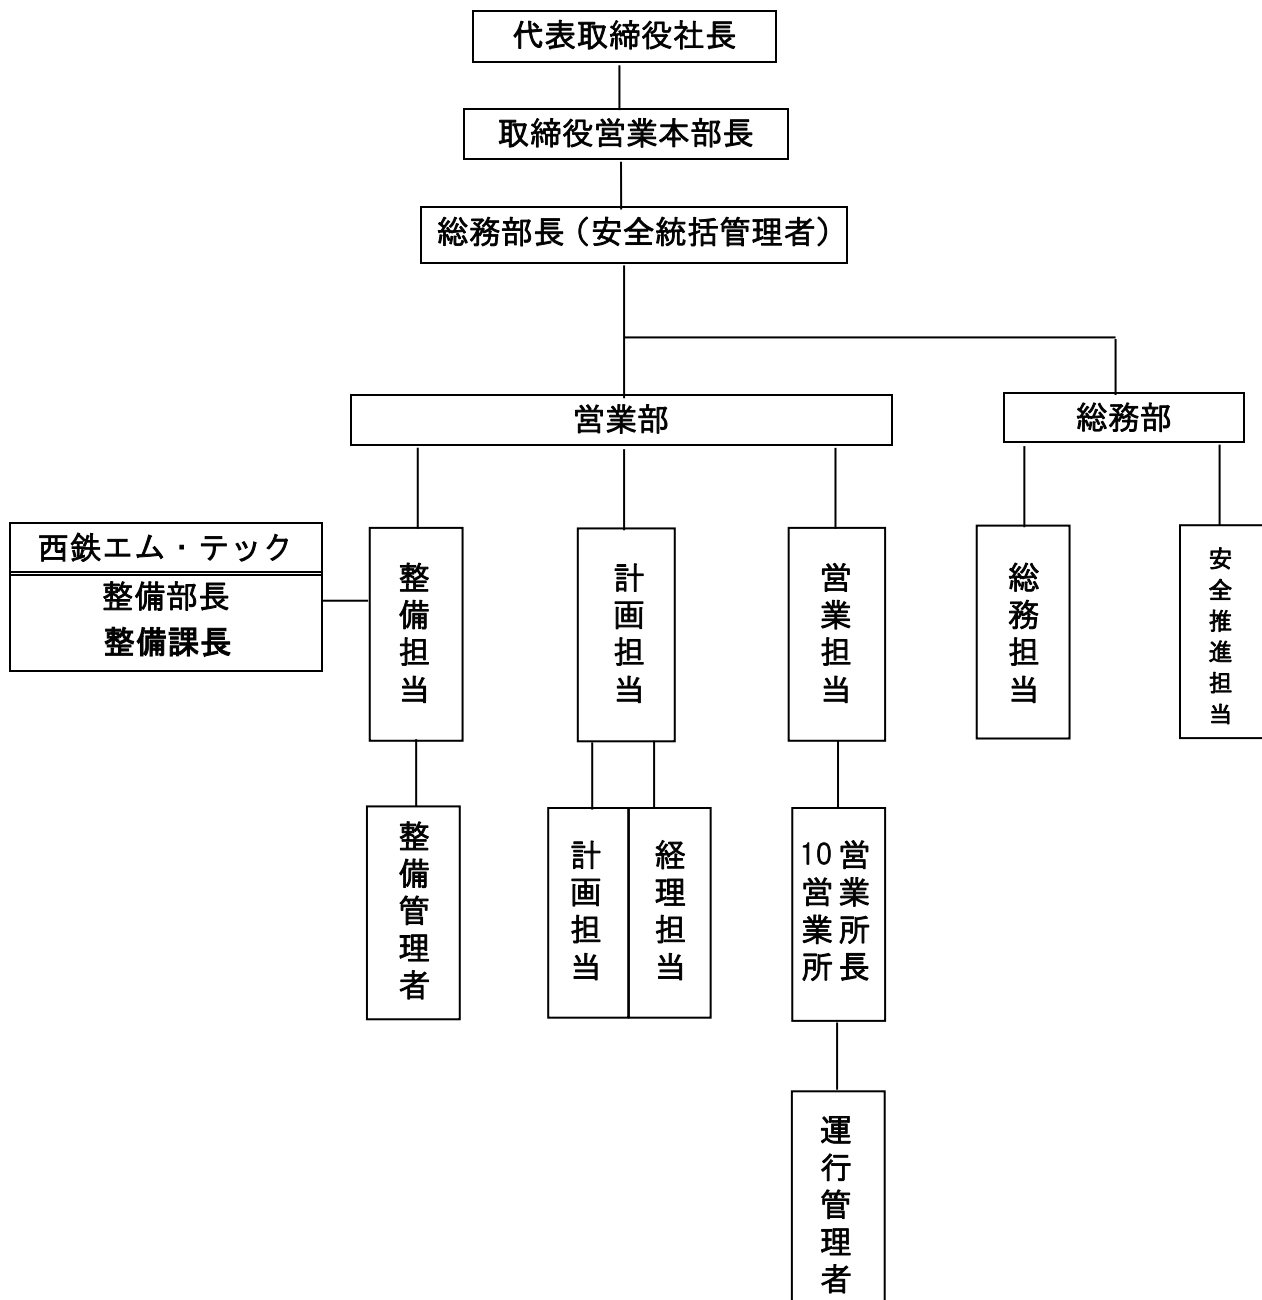 代表取締役社長
取締役営業本部長
総務部長（安全統括管理者）
営業部
総務部
西鉄エム・テック
整備部長
整備課長
整備担当
計画担当
営業担当
総務担当
安全推進担当
整備管理者
計画担当
経理担当
営業所長
10営業所
運行管理者